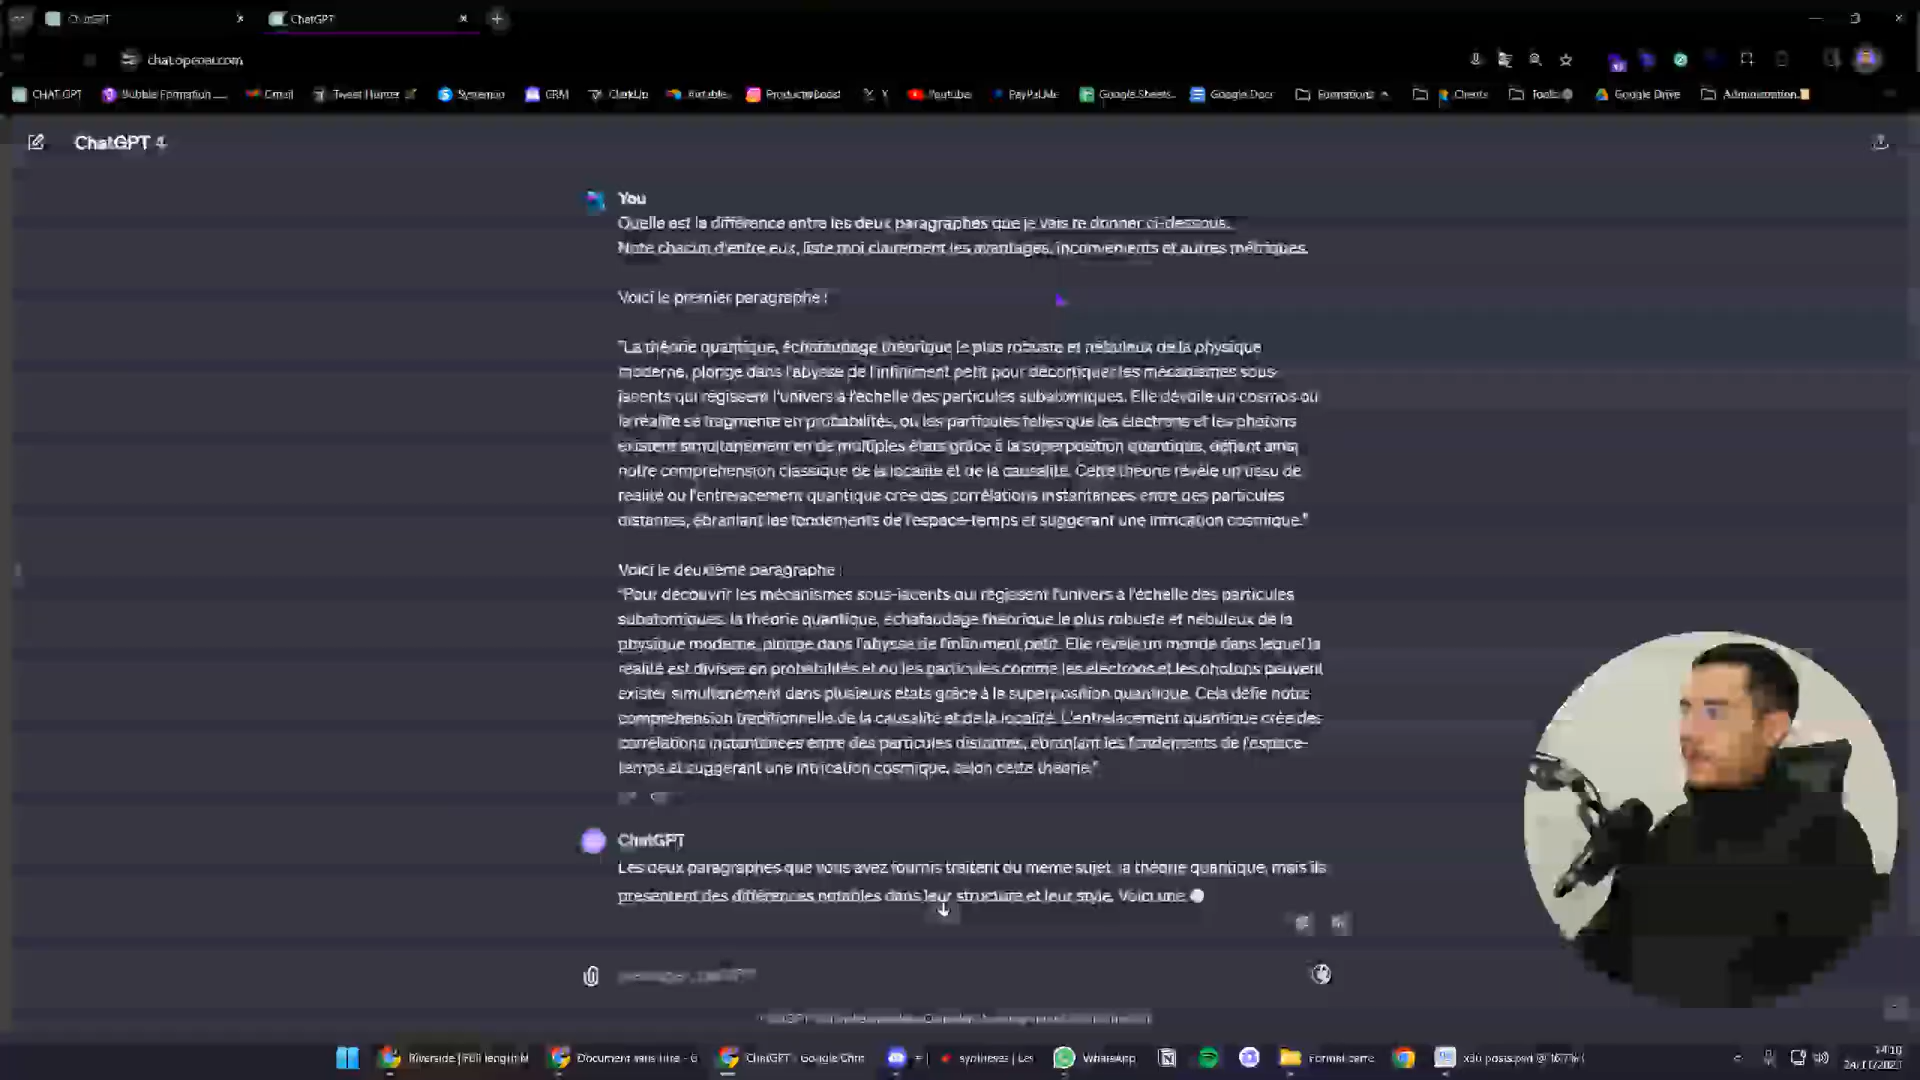 ChatGPT
ChatGPT
chat.openai.com
CHAT GPT Bubble Formation Gmail Tweet Hunter Systeme CRM ClickUp Airtable Youtube PayPal.Me Google Sheets Google Doc Formations Clients Tools Google Drive Administration
ChatGPT 4
You
Quelle est la différence entre les deux paragraphes que je vais te donner ci-dessous.
Note chacun d'entre eux, liste moi clairement les avantages, inconvénients et autres métriques.
Voici le premier paragraphe :
"La théorie quantique, échafaudage théorique le plus robuste et nébuleux de la physique
moderne, plonge dans l'abysse de l'infiniment petit pour décortiquer les mécanismes sous-
jacents qui régissent l'univers à l'échelle des particules subatomiques. Elle dévoile un cosmos où
la réalité se fragmente en probabilités, où les particules telles que les électrons et les photons
existent simultanément en de multiples états grâce à la superposition quantique, défiant ainsi
notre compréhension classique de la localité et de la causalité. Cette théorie révèle un tissu de
réalité où l'entrelacement quantique crée des corrélations instantanées entre des particules
distantes, ébranlant les fondements de l'espace-temps et suggérant une intrication cosmique."
Voici le deuxième paragraphe :
"Pour découvrir les mécanismes sous-jacents qui régissent l'univers à l'échelle des particules
subatomiques, la théorie quantique, échafaudage théorique le plus robuste et nébuleux de la
physique moderne, plonge dans l'abysse de l'infiniment petit. Elle révèle un monde dans lequel la
réalité est divisée en probabilités et où les particules comme les électrons et les photons peuvent
exister simultanément dans plusieurs états grâce à la superposition quantique. Cela défie notre
compréhension traditionnelle de la causalité et de la localité. L'entrelacement quantique crée des
corrélations instantanées entre des particules distantes, ébranlant les fondements de l'espace-
temps et suggérant une intrication cosmique, selon cette théorie."
ChatGPT
Les deux paragraphes que vous avez fournis traitent du même sujet, la théorie quantique, mais ils
présentent des différences notables dans leur structure et leur style. Voici une
Riverside | Full length M Document sans titre - G ChatGPT - Google Chro WhatsApp Format carré
14:10